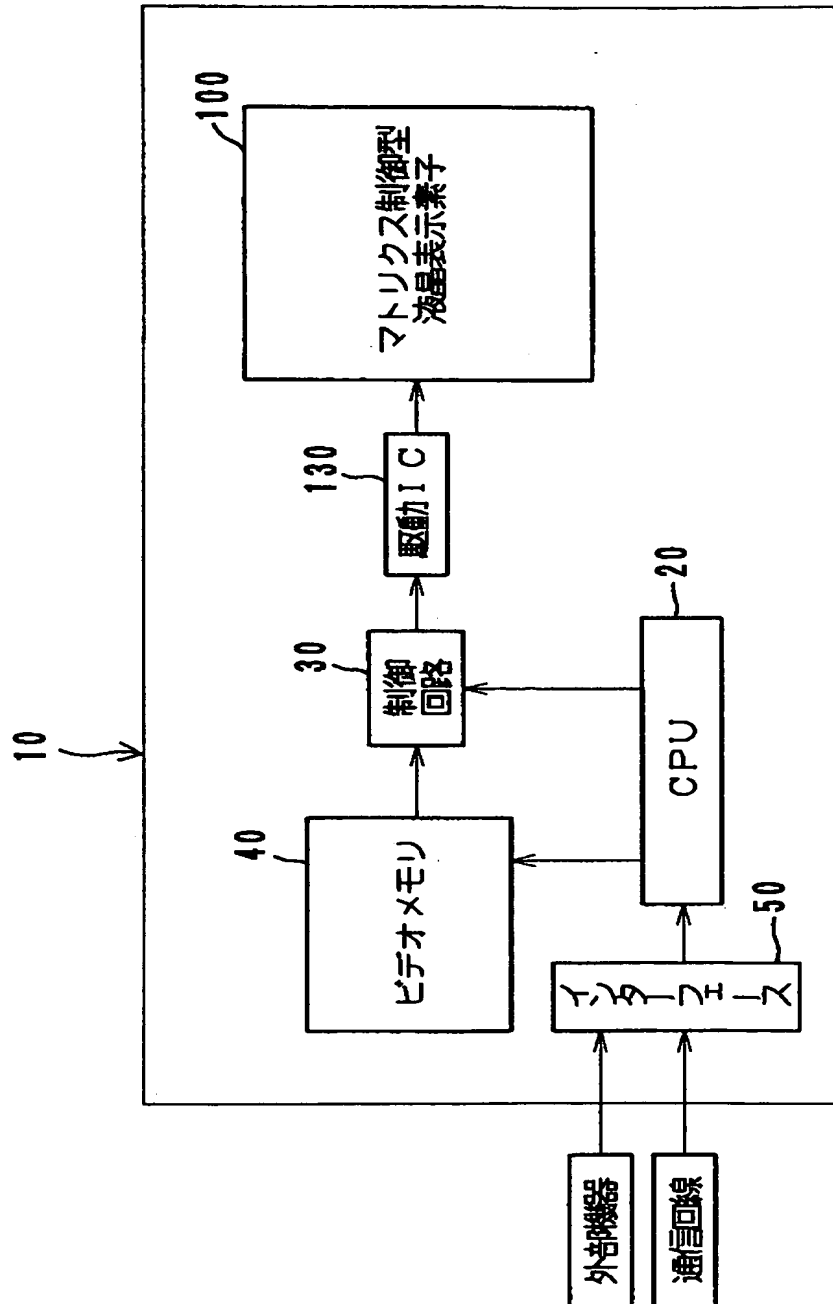 10
100
マトリクス制御型
液晶表示素子
130
駆動IC
30
制御
回路
40
ビデオメモリ
20
CPU
50
インターフェース
外部機器
通信回線